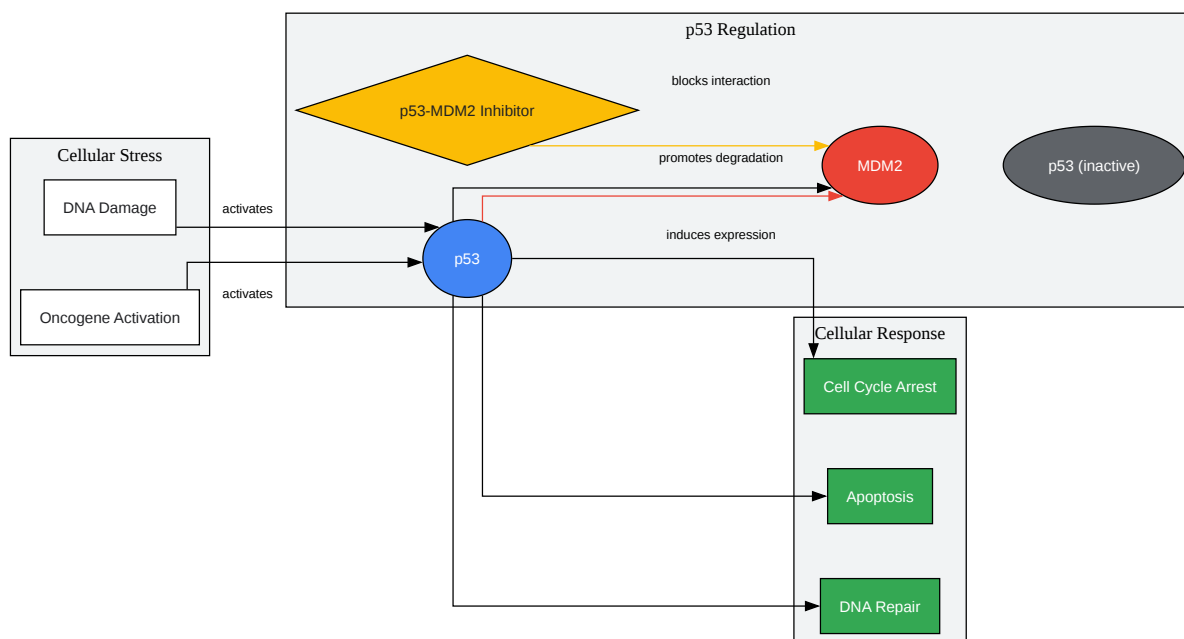 p53 Regulation
blocks interaction
p53-MDM2 Inhibitor
Cellular Stress
promotes degradation
MDM2
p53 (inactive)
DNA Damage
activates
induces expression
p53
activates
Oncogene Activation
Cellular Response
Cell Cycle Arrest
Apoptosis
DNA Repair